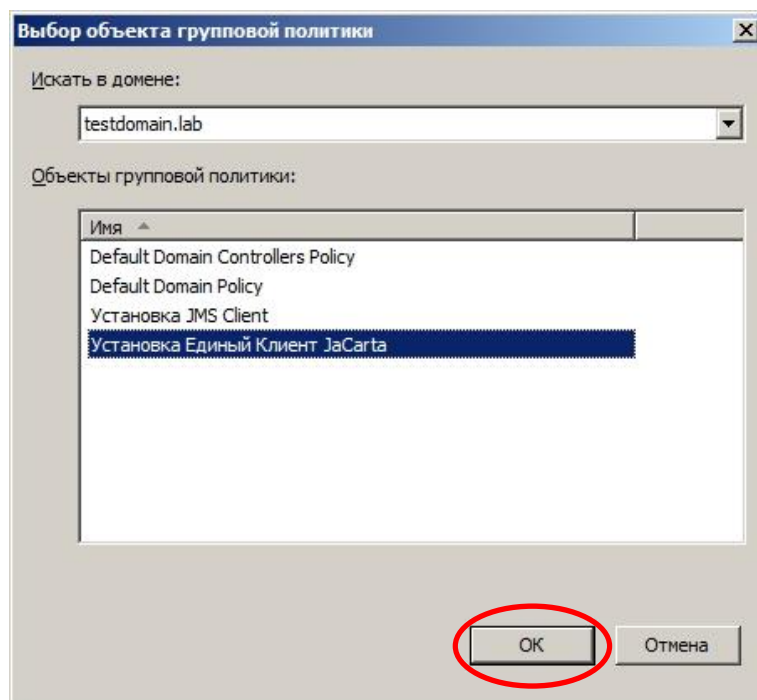 Выбор объекта групповой политики
Искать в домене:
testdomain.lab
Объекты групповой политики:
Имя
Default Domain Controllers Policy
Default Domain Policy
Установка JMS Client
Установка Единый Клиент JaCarta
ОК
Отмена